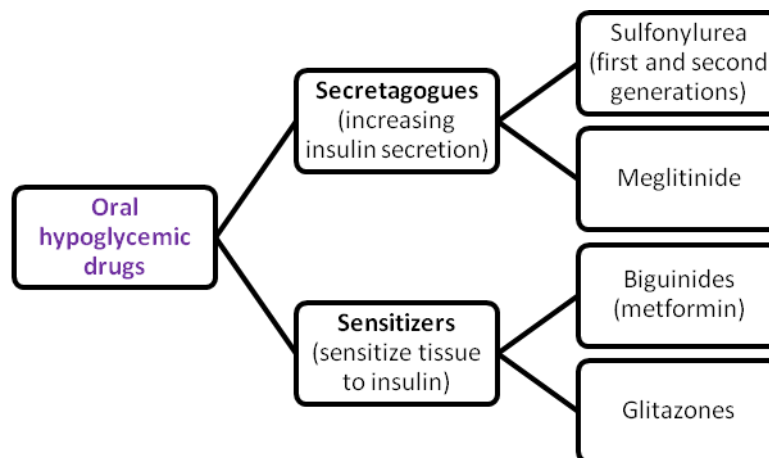 Oral
hypoglycemic
drugs
Secretagogues
(increasing
insulin secretion)
Sulfonylurea
(first and second
generations)
Meglitinide
Sensitizers
(sensitize tissue
to insulin)
Biguinides
(metformin)
Glitazones